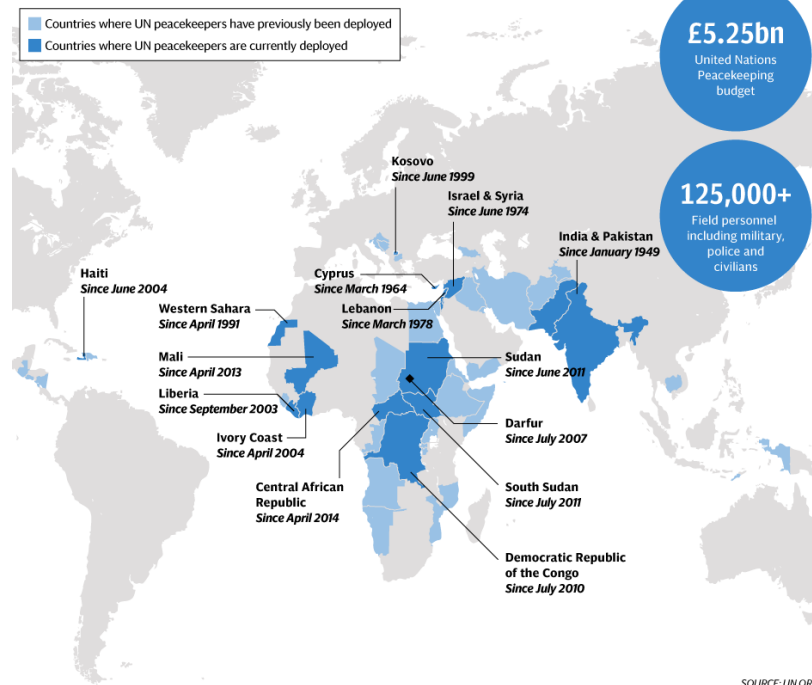 Countries where UN peacekeepers have previously been deployed
Countries where UN peacekeepers are currently deployed
£5.25bn
United Nations
Peacekeeping
budget
125,000+
Field personnel
including military,
police and
civilians
Kosovo
Since June 1999
Israel & Syria
Since June 1974
India & Pakistan
Since January 1949
Haiti
Since June 2004
Cyprus
Since March 1964
Western Sahara
Since April 1991
Lebanon
Since March 1978
Mali
Since April 2013
Sudan
Since June 2011
Liberia
Since September 2003
Darfur
Since July 2007
Ivory Coast
Since April 2004
Central African
Republic
Since April 2014
South Sudan
Since July 2011
Democratic Republic
of the Congo
Since July 2010
SOURCE: UN.OR